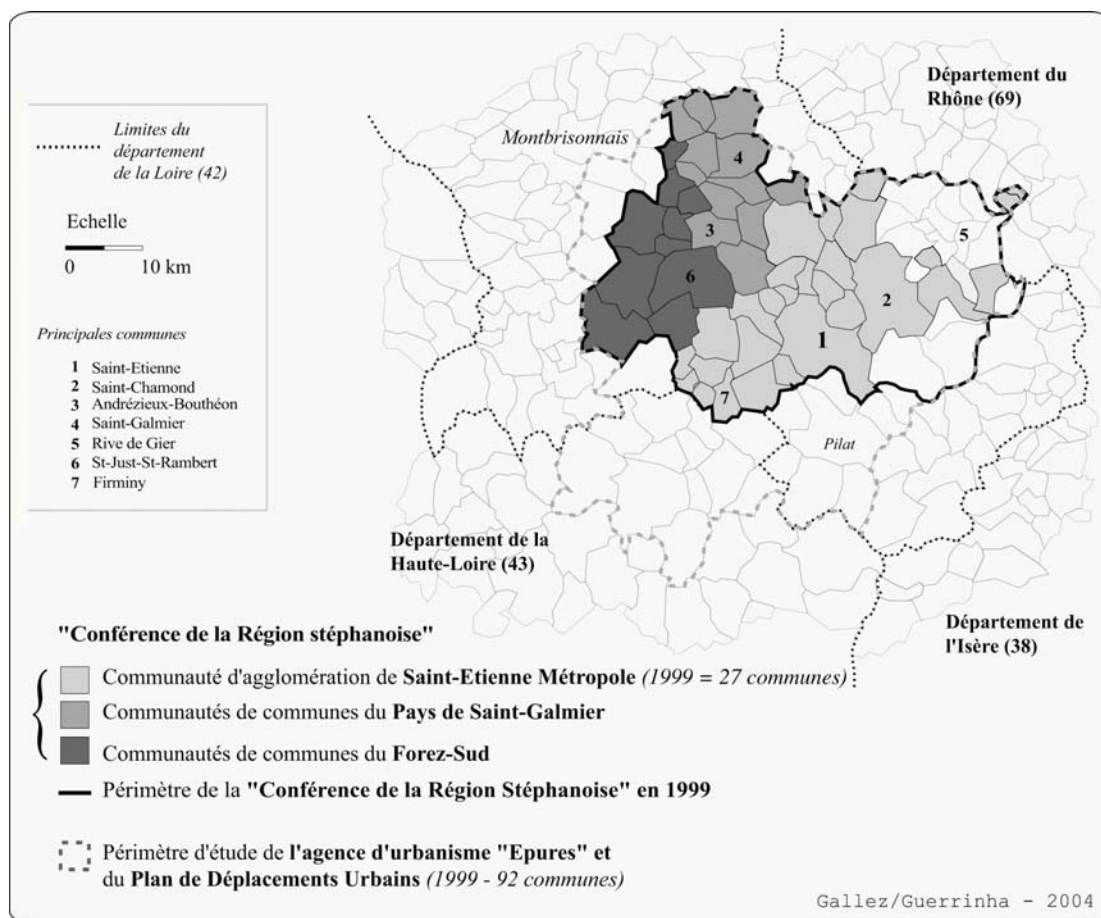 Département du
Rhône (69)
Limites du
département
de la Loire (42)
Montbrisonnais
4
Echelle
0 10 km
3
5
6
2
1
Principales communes
1 Saint-Etienne
2 Saint-Chamond
3 Andrézieux-Bouthéon
4 Saint-Galmier
5 Rive de Gier
6 St-Just-St-Rambert
7 Firminy
7
Pilat
Département de la
Haute-Loire (43)
Département de
l'Isère (38)
"Conférence de la Région stéphanoise"
Communauté d'agglomération de Saint-Etienne Métropole (1999 = 27 communes)
Communautés de communes du Pays de Saint-Galmier
Communautés de communes du Forez-Sud
Périmètre de la "Conférence de la Région Stéphanoise" en 1999
Périmètre d'étude de l'agence d'urbanisme "Epures" et
du Plan de Déplacements Urbains (1999 - 92 communes)
Gallez/Guerrinha - 2004